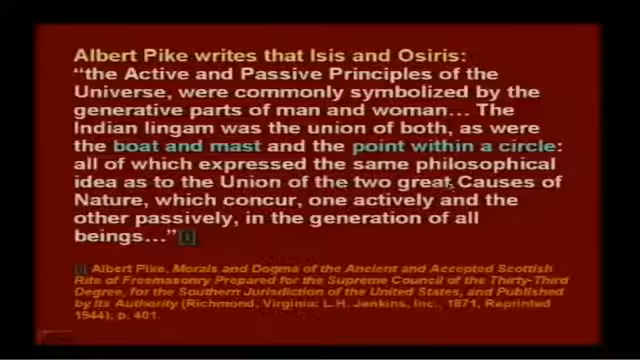 Albert Pike writes that Isis and Osiris:
“the Active and Passive Principles of the
Universe, were commonly symbolized by the
generative parts of man and woman… The
Indian lingam was the union of both, as were
the boat and mast and the point within a circle:
all of which expressed the same philosophical
idea as to the Union of the two great Causes of
Nature, which concur, one actively and the
other passively, in the generation of all
beings…”[1]
[1] Albert Pike, Morals and Dogma of the Ancient and Accepted Scottish
Rite of Freemasonry Prepared for the Supreme Council of the Thirty-Third
Degree, for the Southern Jurisdiction of the United States, and Published
by Its Authority (Richmond, Virginia: L.H. Jenkins, Inc., 1871, Reprinted
1944), p. 401.